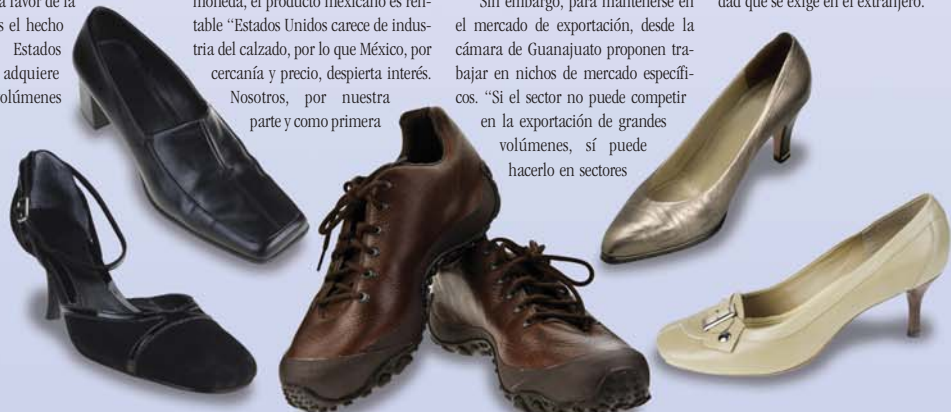 a favor de la
s el hecho
Estados
adquiere
olúmenes
moneda, el producto mexicano es ren-
table “Estados Unidos carece de indus-
tria del calzado, por lo que México, por
cercanía y precio, despierta interés.
Nosotros, por nuestra
parte y como primera
Sin embargo, para mantenerse en
el mercado de exportación, desde la
cámara de Guanajuato proponen tra-
bajar en nichos de mercado específi-
cos. “Si el sector no puede competir
en la exportación de grandes
volúmenes, sí puede
hacerlo en sectores
dad que se exige en el extranjero.